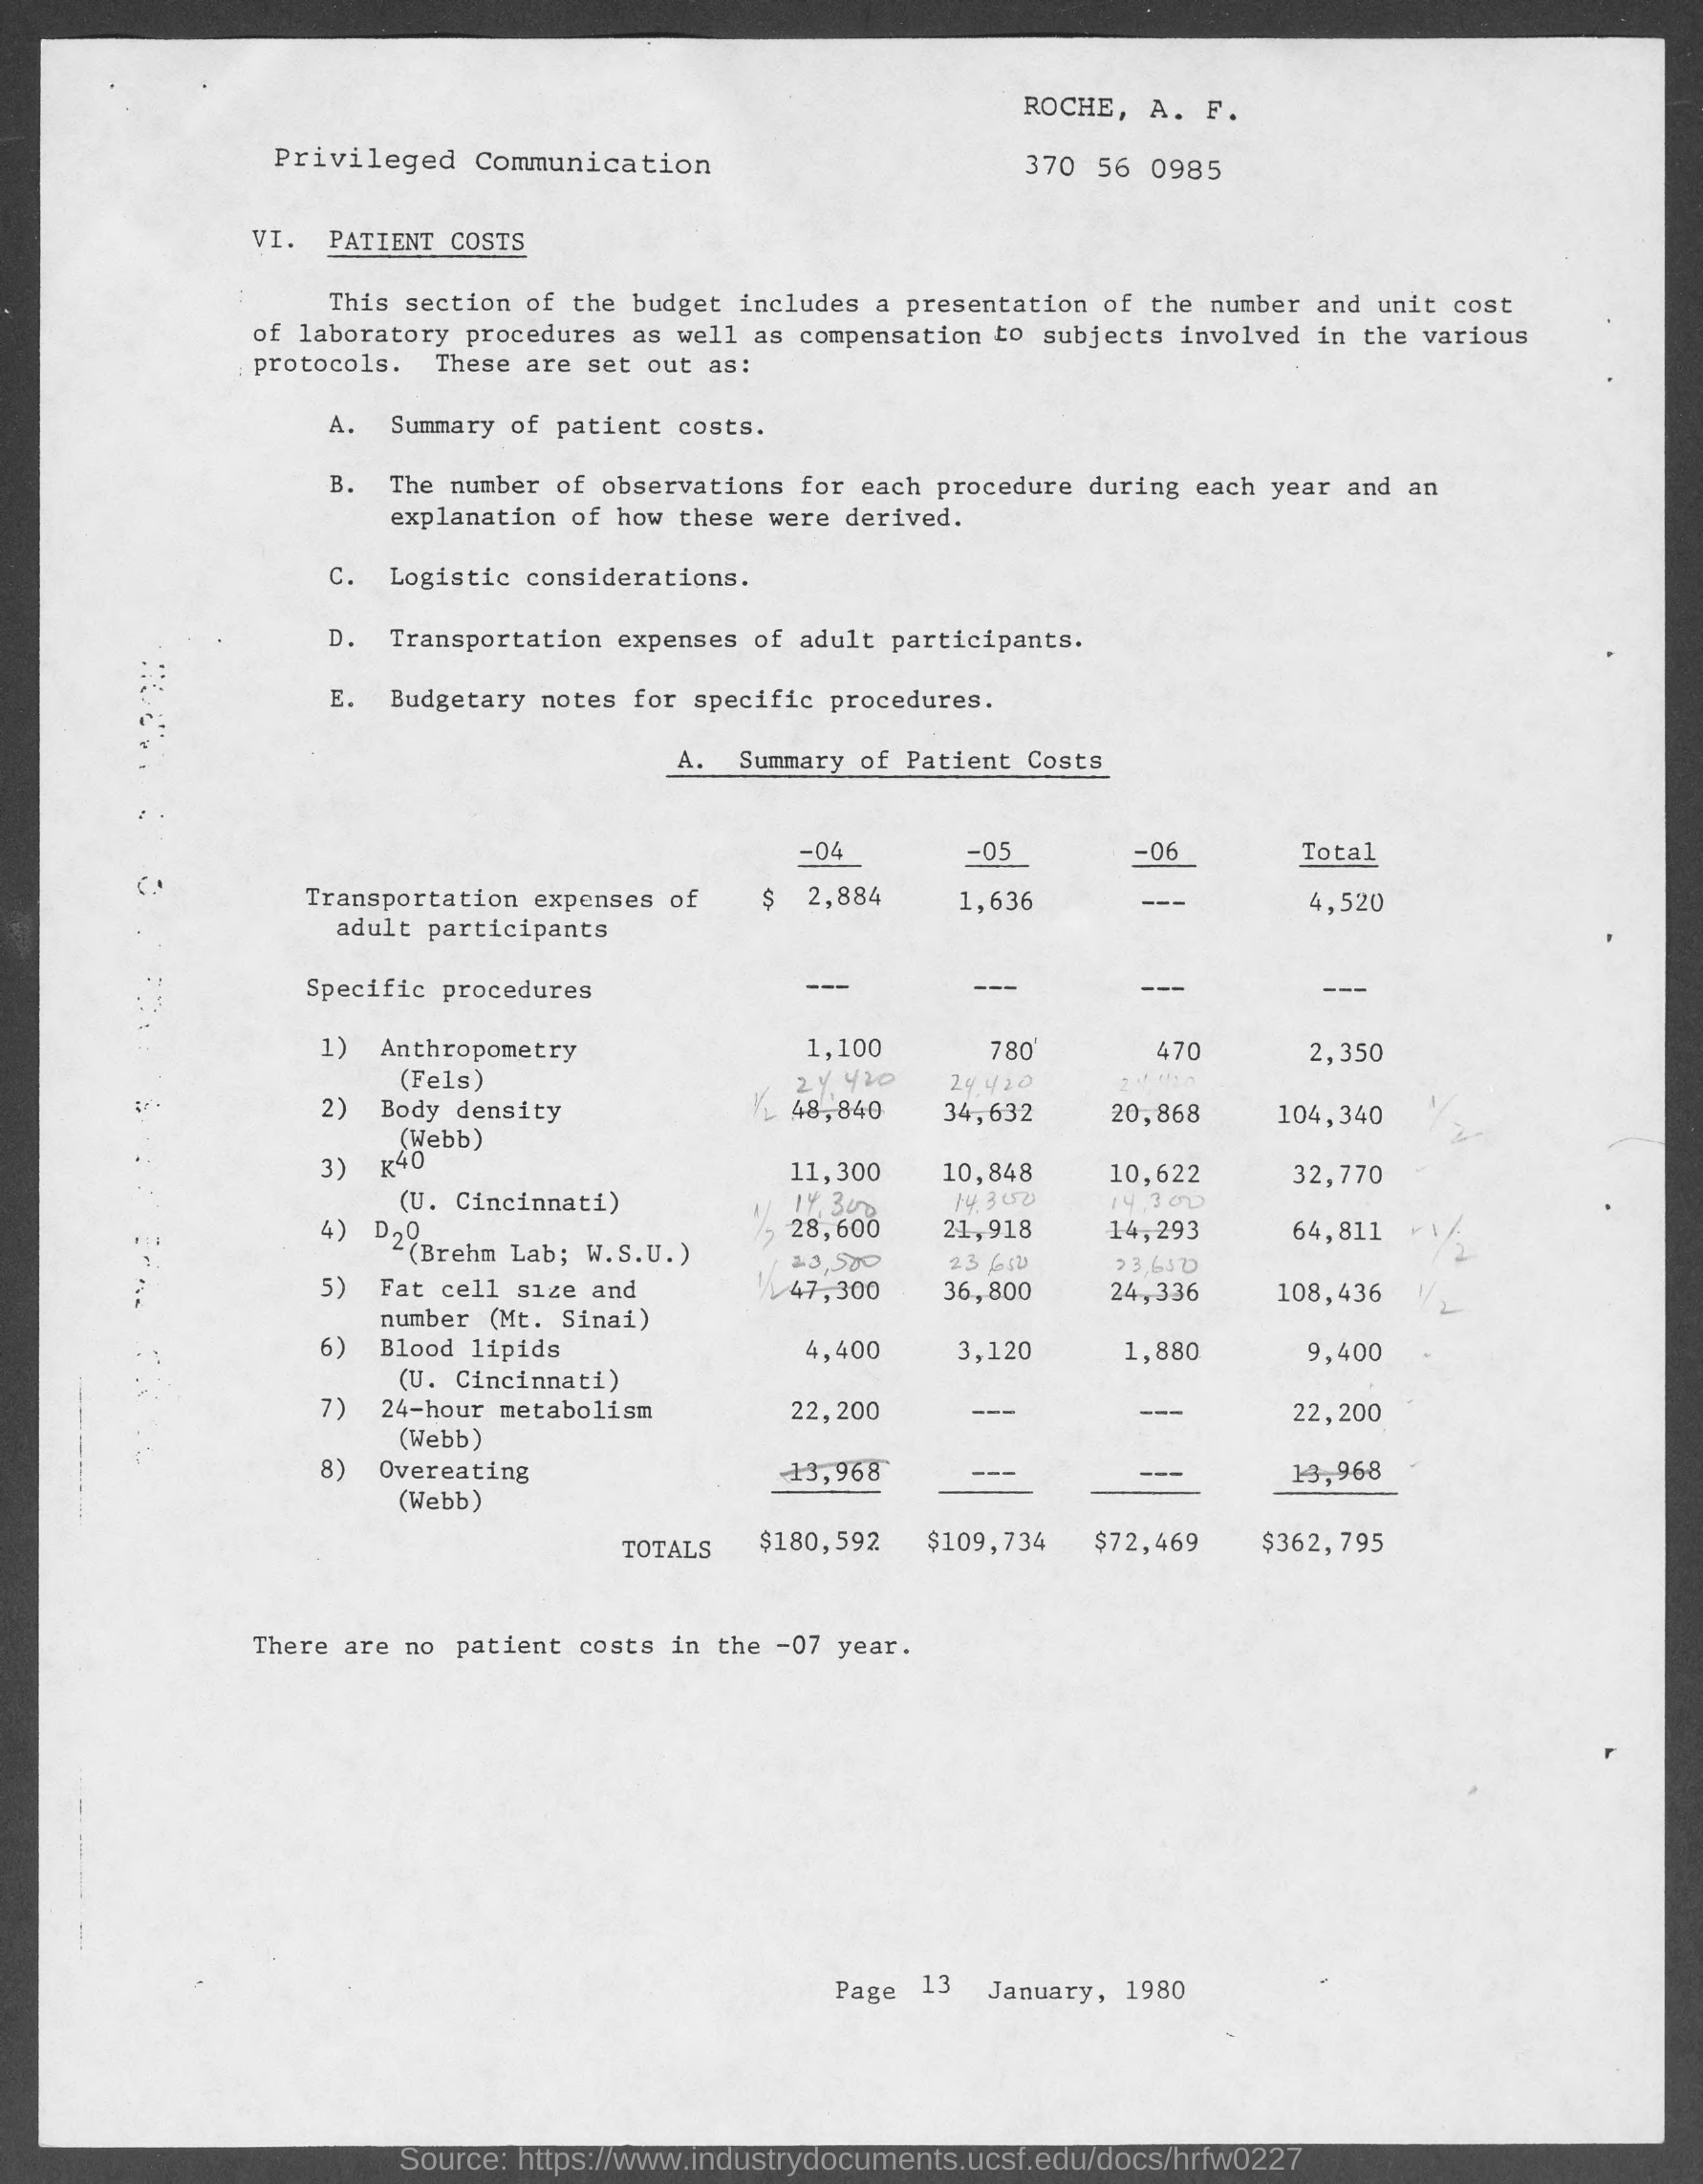 ROCHE, A. F.
Privileged Communication 370 56 0985
VI. PATIENT COSTS
This section of the budget includes a presentation of the number and unit cost
of laboratory procedures as well as compensation to subjects involved in the various
protocols. These are set out as:
A. Summary of patient costs.
B. The number of observations for each procedure during each year and an
explanation of how these were derived.
C. Logistic considerations.
D. Transportation expenses of adult participants.
E. Budgetary notes for specific procedures.
A. Summary of Patient Costs
-04 -05 -06 Total
Transportation expenses of $ 2,884 1,636 --- 4,520
adult participants
Specific procedures --- --- --- ---
1) Anthropometry 1,100 780 470 2,350
(Fels) 24,420 24,420 24,420
2) Body density 1/2 48,840 34,632 20,868 104,340 1/2
(Webb)
3) K40 11,300 10,848 10,622 32,770
(U. Cincinnati) 14,300 14,300 14,300
4) D2O 1/2 28,600 21,918 14,293 64,811 1/2
(Brehm Lab; W.S.U.) 23,500 23,650 23,650
5) Fat cell size and 1/2 47,300 36,800 24,336 108,436 1/2
number (Mt. Sinai)
6) Blood lipids 4,400 3,120 1,880 9,400
(U. Cincinnati)
7) 24-hour metabolism 22,200 --- --- 22,200
(Webb)
8) Overeating 13,968 --- --- 13,968
(Webb)
TOTALS $180,592 $109,734 $72,469 $362,795
There are no patient costs in the -07 year.
Page 13 January, 1980
Source: https://www.industrydocuments.ucsf.edu/docs/hrfw0227